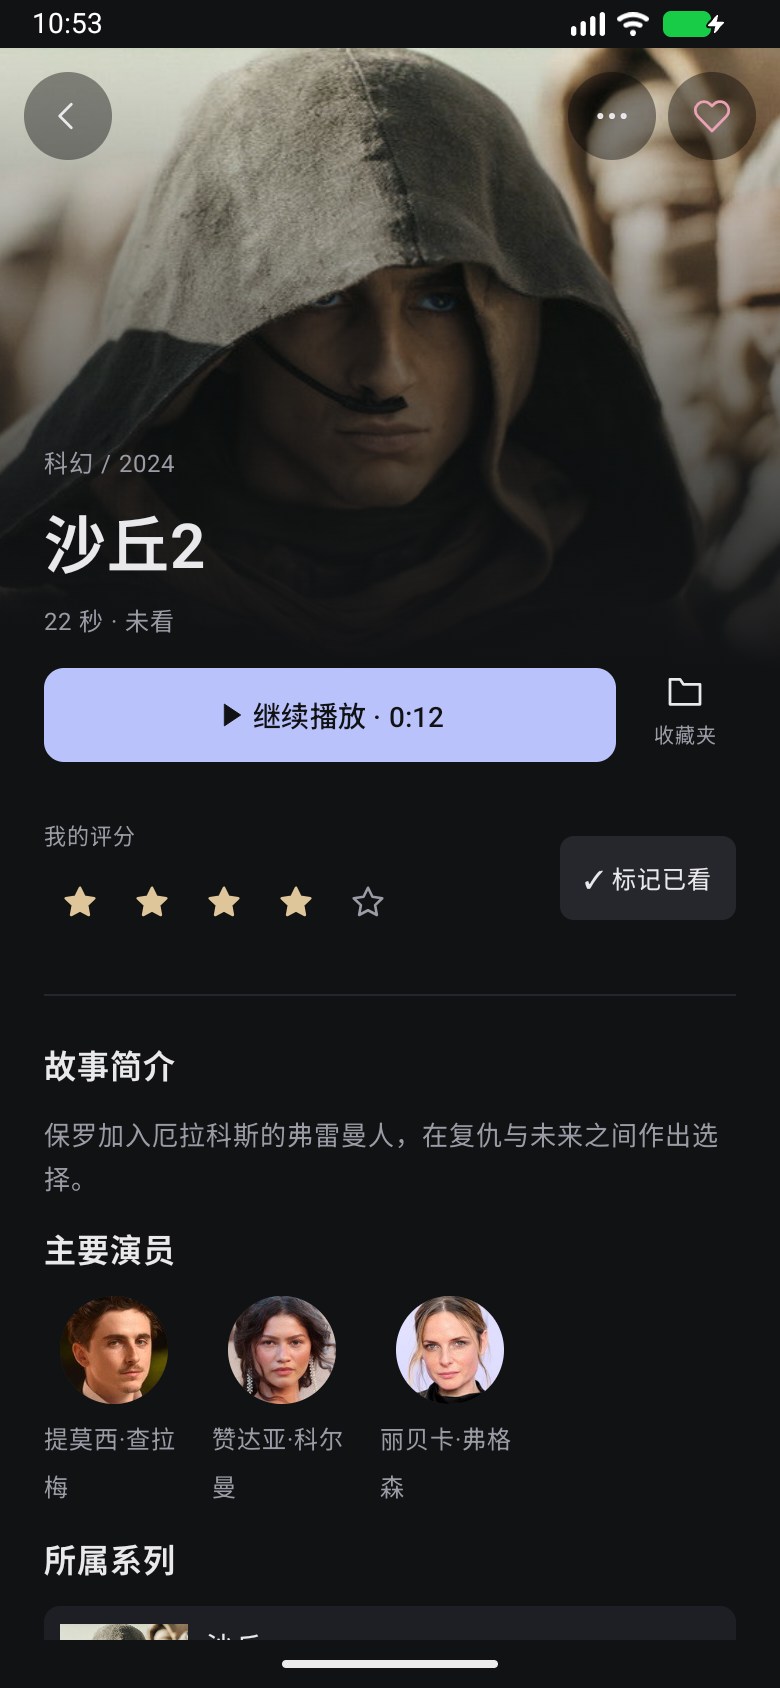 10:53
科幻 / 2024
沙丘2
22 秒 · 未看
继续播放 · 0:12
收藏夹
我的评分
✓ 标记已看
故事简介
保罗加入厄拉科斯的弗雷曼人，在复仇与未来之间作出选
择。
主要演员
提莫西·查拉
梅
赞达亚·科尔
曼
丽贝卡·弗格
森
所属系列